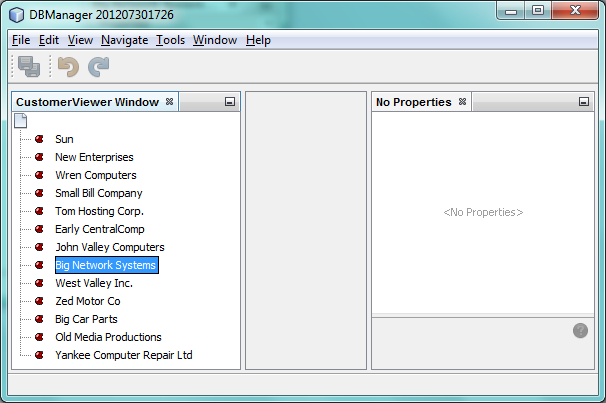 DBManager 201207301726
File Edit View Navigate Tools Window Help
CustomerViewer Window
No Properties
Sun
New Enterprises
Wren Computers
Small Bill Company
Tom Hosting Corp.
Early CentralComp
John Valley Computers
Big Network Systems
West Valley Inc.
Zed Motor Co
Big Car Parts
Old Media Productions
Yankee Computer Repair Ltd
<No Properties>
?